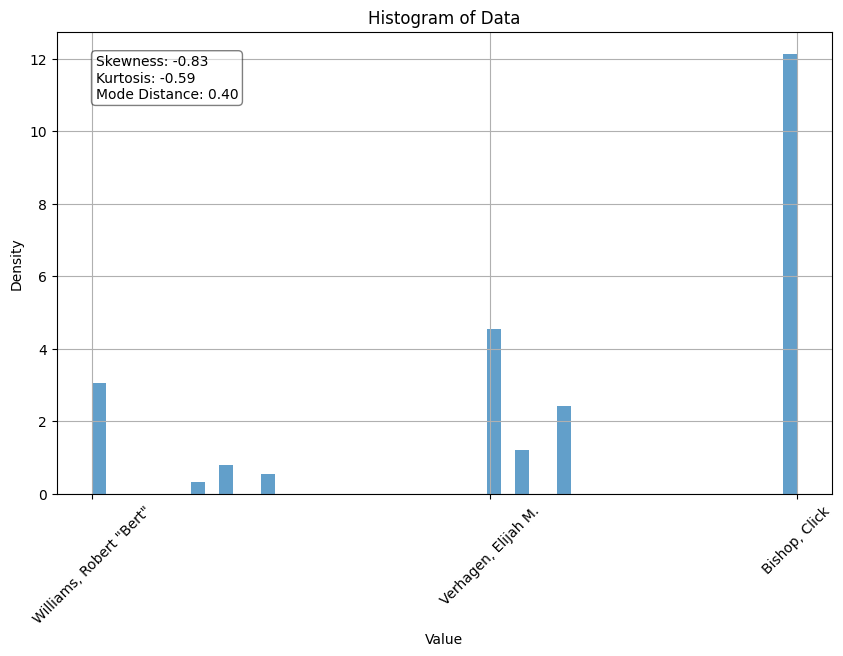 Histogram of Data
Skewness: -0.83
Kurtosis: -0.59
Mode Distance: 0.40
12
10
8
6
4
2
0
Density
Williams, Robert "Bert"
Verhagen, Elijah M.
Bishop, Click
Value